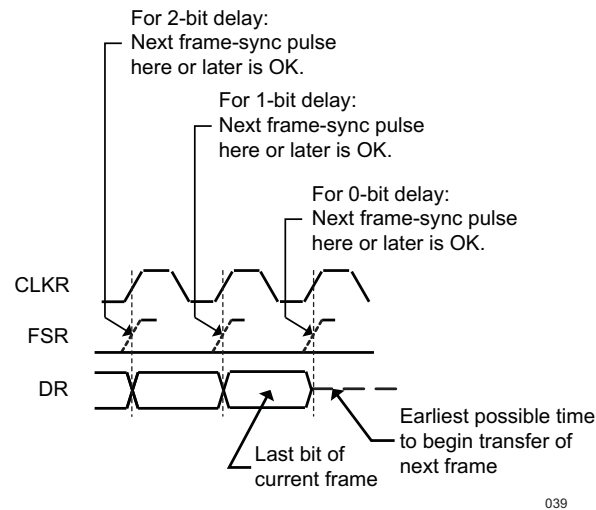 For 2-bit delay:
Next frame-sync pulse
here or later is OK.
For 1-bit delay:
Next frame-sync pulse
here or later is OK.
For 0-bit delay:
Next frame-sync pulse
here or later is OK.
CLKR
FSR
DR
Last bit of
current frame
Earliest possible time
to begin transfer of
next frame
039